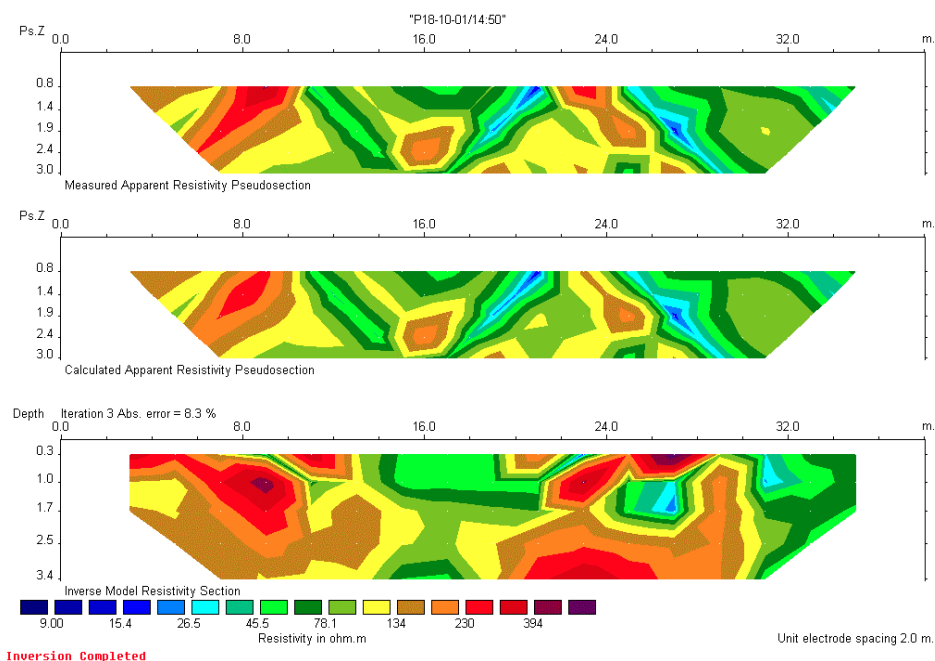 "P18-10-01/14:50"
Ps.Z 0.0 8.0 16.0 24.0 32.0 m.
0.8
1.4
1.9
2.4
3.0
Measured Apparent Resistivity Pseudosection
Ps.Z 0.0 8.0 16.0 24.0 32.0 m.
0.8
1.4
1.9
2.4
3.0
Calculated Apparent Resistivity Pseudosection
Depth Iteration 3 Abs. error = 8.3 %
0.0 8.0 16.0 24.0 32.0 m.
0.3
1.0
1.7
2.5
3.4
Inverse Model Resistivity Section
9.00 15.4 26.5 45.5 78.1 134 230 394
Resistivity in ohm.m Unit electrode spacing 2.0 m.
Inversion Completed